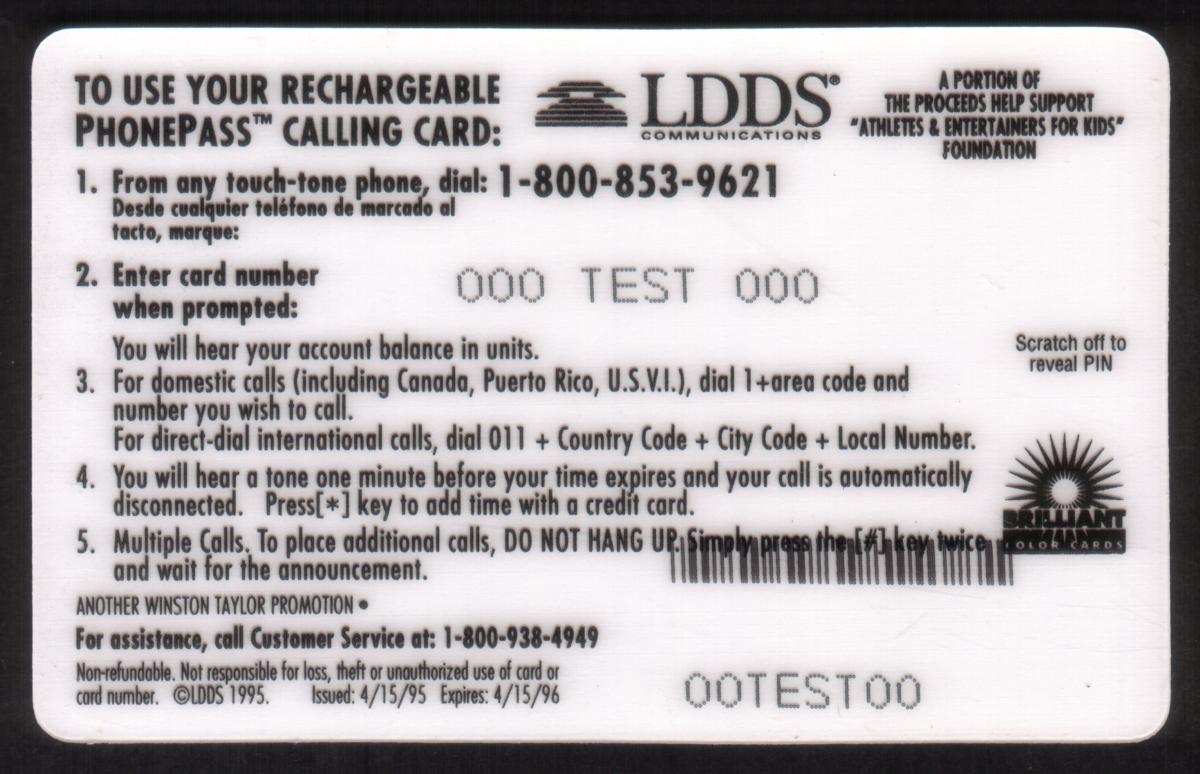 TO USE YOUR RECHARGEABLE
PHONEPASS™ CALLING CARD:
LDDS®
COMMUNICATIONS
A PORTION OF
THE PROCEEDS HELP SUPPORT
"ATHLETES & ENTERTAINERS FOR KIDS"
FOUNDATION
1. From any touch-tone phone, dial: 1-800-853-9621
Desde cualquier teléfono de marcado al
tacto, marque:
2. Enter card number
when prompted:
000 TEST 000
You will hear your account balance in units.
Scratch off to
reveal PIN
3. For domestic calls (including Canada, Puerto Rico, U.S.V.I.), dial 1+area code and
number you wish to call.
For direct-dial international calls, dial 011 + Country Code + City Code + Local Number.
4. You will hear a tone one minute before your time expires and your call is automatically
disconnected. Press[*] key to add time with a credit card.
BRILLIANT
COLOR CARDS
5. Multiple Calls. To place additional calls, DO NOT HANG UP. Simply press the [#] key twice
and wait for the announcement.
ANOTHER WINSTON TAYLOR PROMOTION •
For assistance, call Customer Service at: 1-800-938-4949
Non-refundable. Not responsible for loss, theft or unauthorized use of card or
card number. ©LDDS 1995. Issued: 4/15/95 Expires: 4/15/96
00TEST00